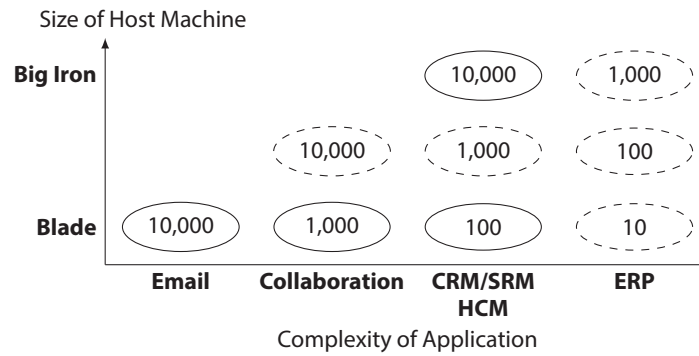 Size of Host Machine
Big Iron
10,000
1,000
10,000
1,000
100
Blade
10,000
1,000
100
10
Email
Collaboration
CRM/SRM
HCM
ERP
Complexity of Application